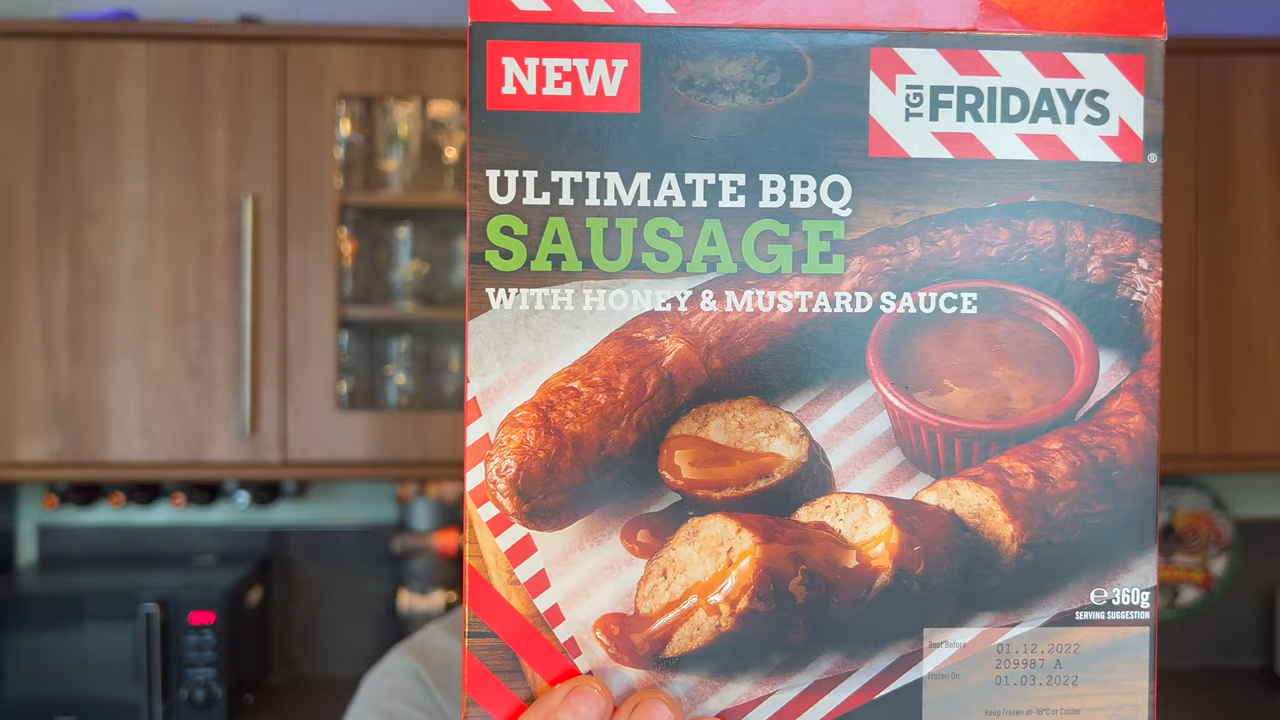 NEW
TGI FRIDAYS
®
ULTIMATE BBQ
SAUSAGE
WITH HONEY & MUSTARD SAUCE
℮ 360g
SERVING SUGGESTION
Best Before 01.12.2022
209987 A
Frozen On 01.03.2022
Keep Frozen at -18°C or Colder